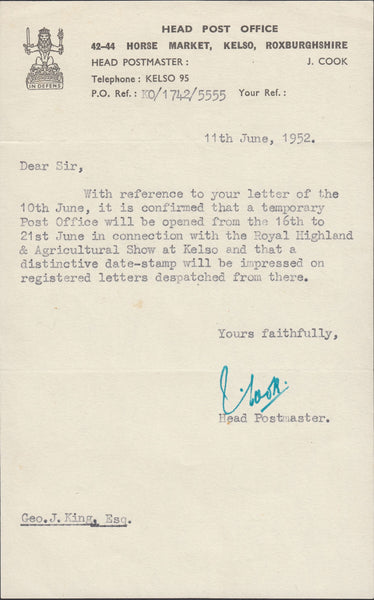 HEAD POST OFFICE
42–44 HORSE MARKET, KELSO, ROXBURGHSHIRE
HEAD POSTMASTER : J. COOK
Telephone : KELSO 95
P.O. Ref. : KO/1742/5555 Your Ref. :
IN DEFENS
11th June, 1952.
Dear Sir,
With reference to your letter of the
10th June, it is confirmed that a temporary
Post Office will be opened from the 16th to
21st June in connection with the Royal Highland
& Agricultural Show at Kelso and that a
distinctive date-stamp will be impressed on
registered letters despatched from there.
Yours faithfully,
J. Cook.
Head Postmaster.
Geo. J. King, Esq.